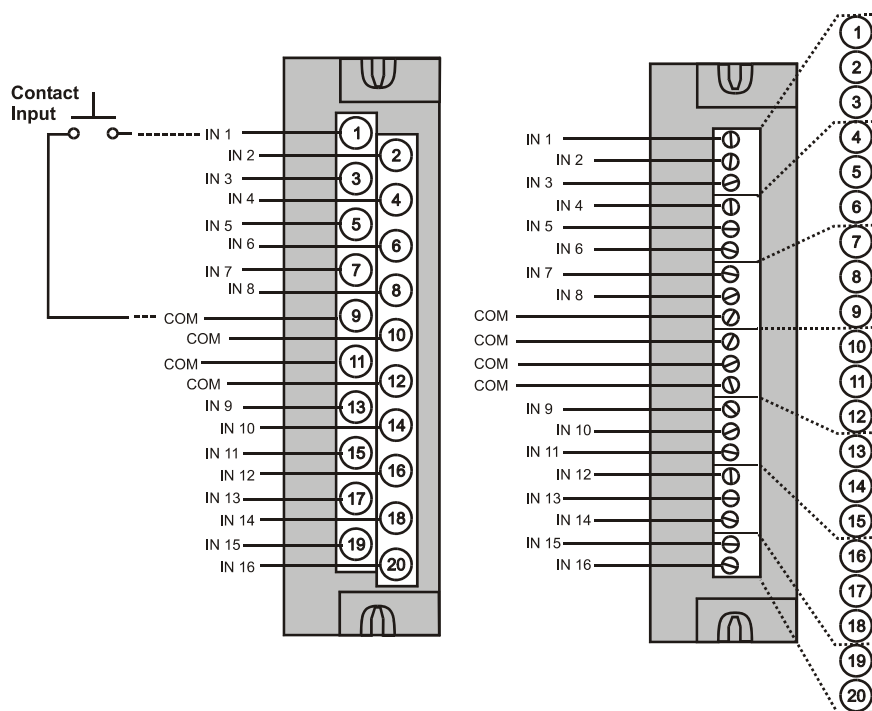 Contact
Input
IN 1
1
IN 2
2
IN 3
3
IN 4
4
IN 5
5
IN 6
6
IN 7
7
IN 8
8
COM
9
COM
10
COM
11
COM
12
IN 9
13
IN 10
14
IN 11
15
IN 12
16
IN 13
17
IN 14
18
IN 15
19
IN 16
20
IN 1
IN 2
IN 3
IN 4
IN 5
IN 6
IN 7
IN 8
COM
COM
COM
COM
IN 9
IN 10
IN 11
IN 12
IN 13
IN 14
IN 15
IN 16
1
2
3
4
5
6
7
8
9
10
11
12
13
14
15
16
17
18
19
20